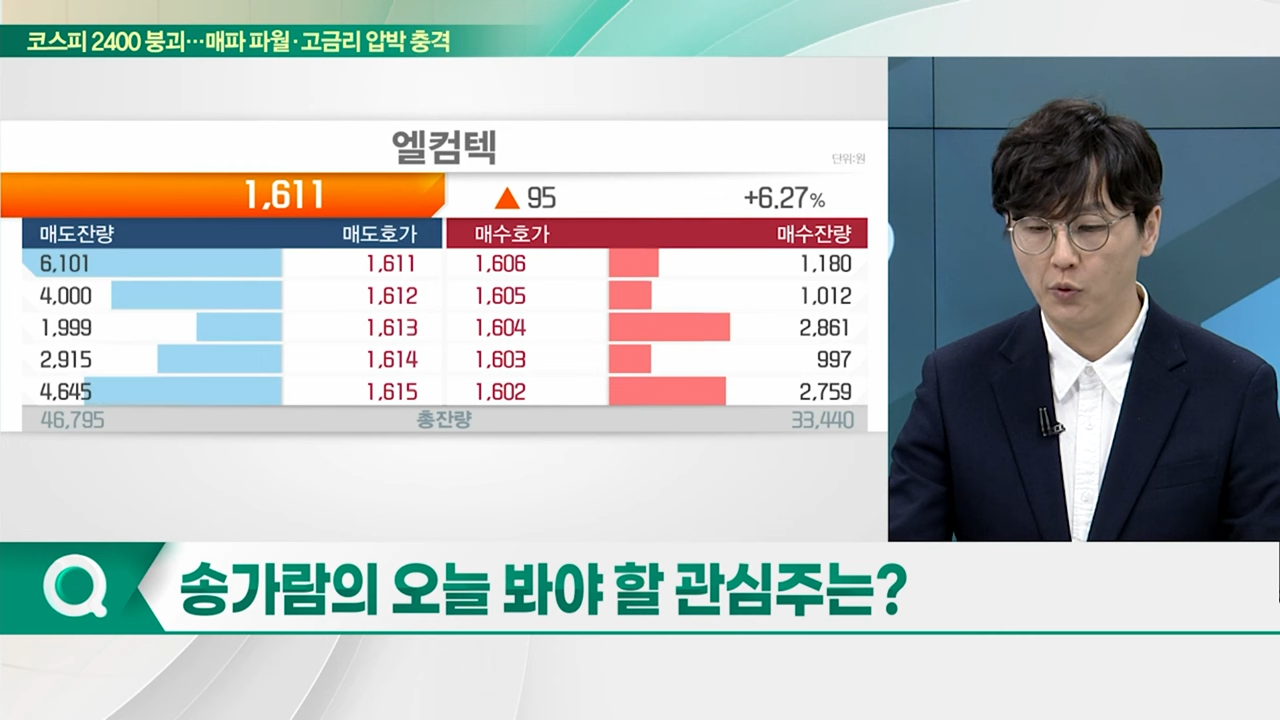 코스피 2400 붕괴…매파 파월·고금리 압박 충격
엘컴텍
단위:원
1,611 ▲ 95 +6.27%
매도잔량 매도호가 매수호가 매수잔량
6,101 1,611 1,606 1,180
4,000 1,612 1,605 1,012
1,999 1,613 1,604 2,861
2,915 1,614 1,603 997
4,645 1,615 1,602 2,759
46,795 총잔량 33,440
송가람의 오늘 봐야 할 관심주는?